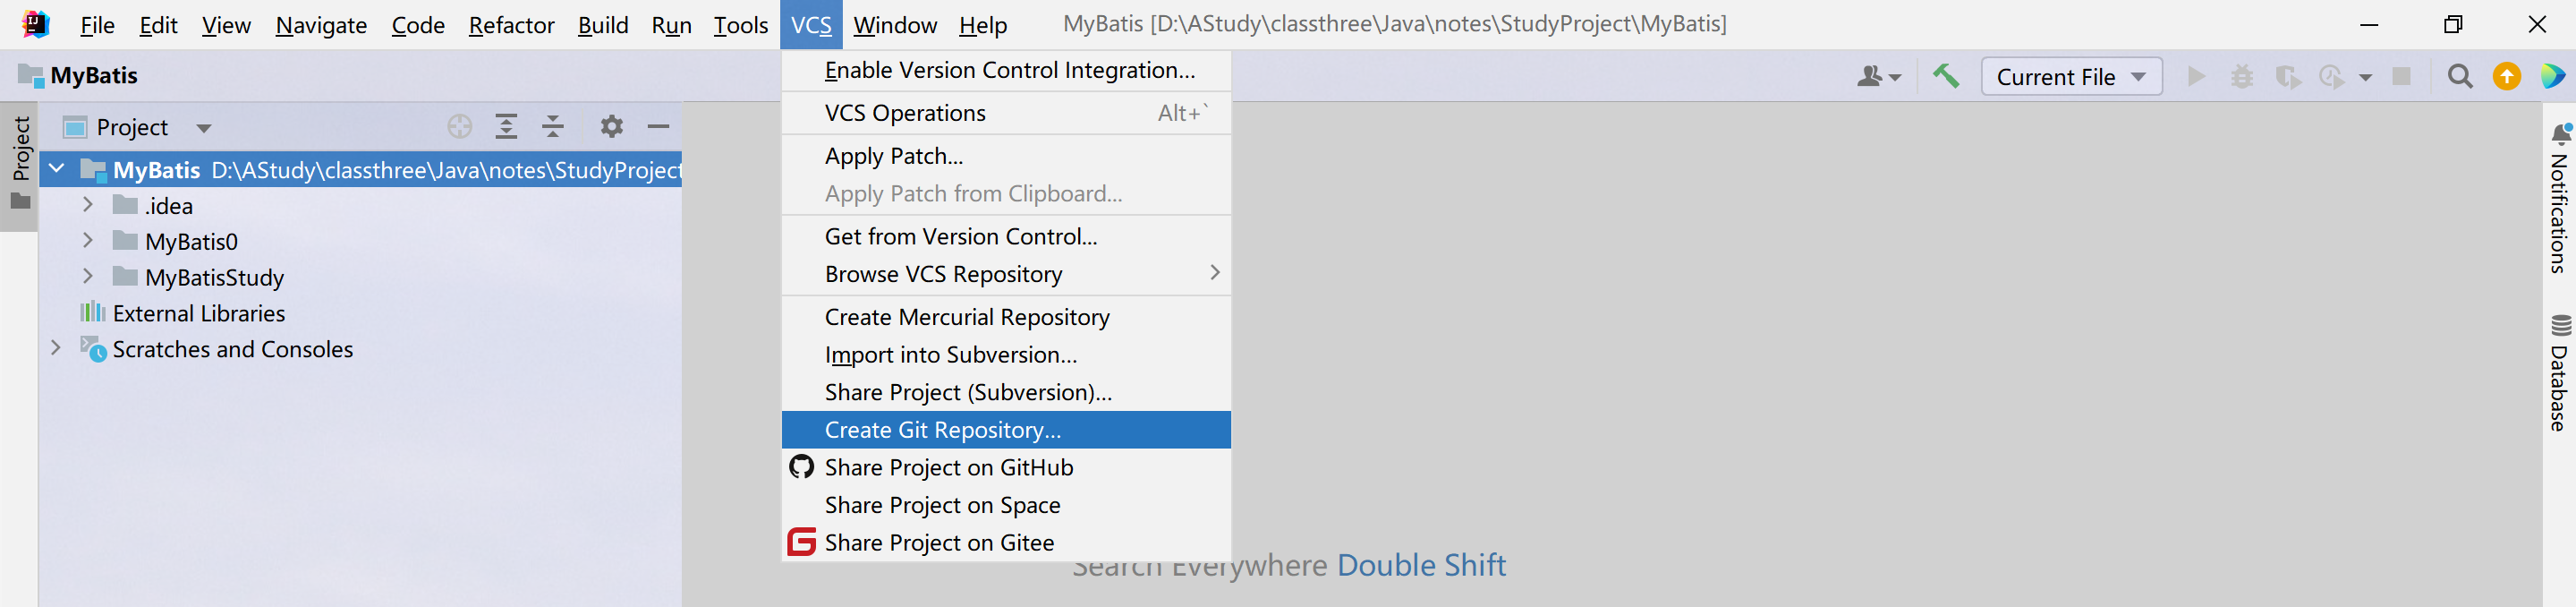 File Edit View Navigate Code Refactor Build Run Tools VCS Window Help MyBatis [D:\AStudy\classthree\Java\notes\StudyProject\MyBatis]
MyBatis
Current File
Project
Project
MyBatis D:\AStudy\classthree\Java\notes\StudyProject
.idea
MyBatis0
MyBatisStudy
External Libraries
Scratches and Consoles
Enable Version Control Integration...
VCS Operations Alt+`
Apply Patch...
Apply Patch from Clipboard...
Get from Version Control...
Browse VCS Repository
Create Mercurial Repository
Import into Subversion...
Share Project (Subversion)...
Create Git Repository...
Share Project on GitHub
Share Project on Space
Share Project on Gitee
Search Everywhere Double Shift
Notifications
Database